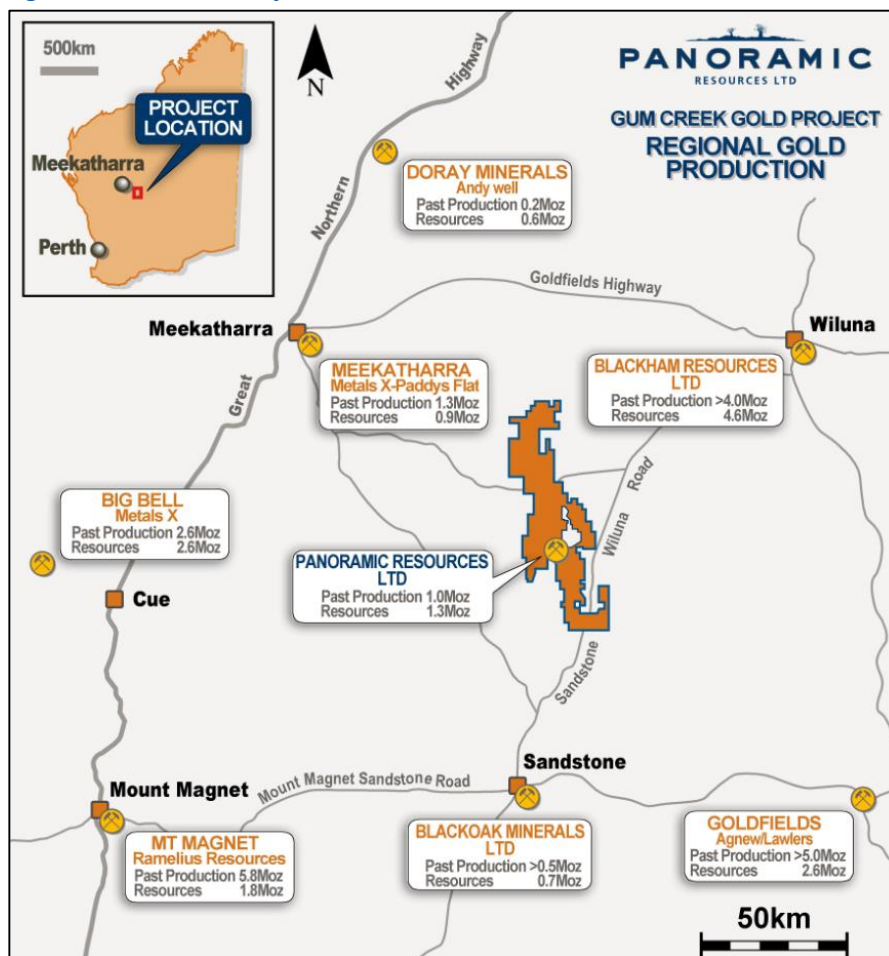 500km
PROJECT
LOCATION
Meekatharra
Perth
N
PANORAMIC
RESOURCES LTD
GUM CREEK GOLD PROJECT
REGIONAL GOLD
PRODUCTION
Highway
Northern
Great
DORAY MINERALS
Andy well
Past Production 0.2Moz
Resources 0.6Moz
Goldfields Highway
Meekatharra
Wiluna
MEEKATHARRA
Metals X-Paddys Flat
Past Production 1.3Moz
Resources 0.9Moz
BLACKHAM RESOURCES
LTD
Past Production >4.0Moz
Resources 4.6Moz
Road
Wiluna
Sandstone
BIG BELL
Metals X
Past Production 2.6Moz
Resources 2.6Moz
Cue
PANORAMIC RESOURCES
LTD
Past Production 1.0Moz
Resources 1.3Moz
Mount Magnet
Mount Magnet Sandstone Road
Sandstone
MT MAGNET
Ramelius Resources
Past Production 5.8Moz
Resources 1.8Moz
BLACKOAK MINERALS
LTD
Past Production >0.5Moz
Resources 0.7Moz
GOLDFIELDS
Agnew/Lawlers
Past Production >5.0Moz
Resources 2.6Moz
50km